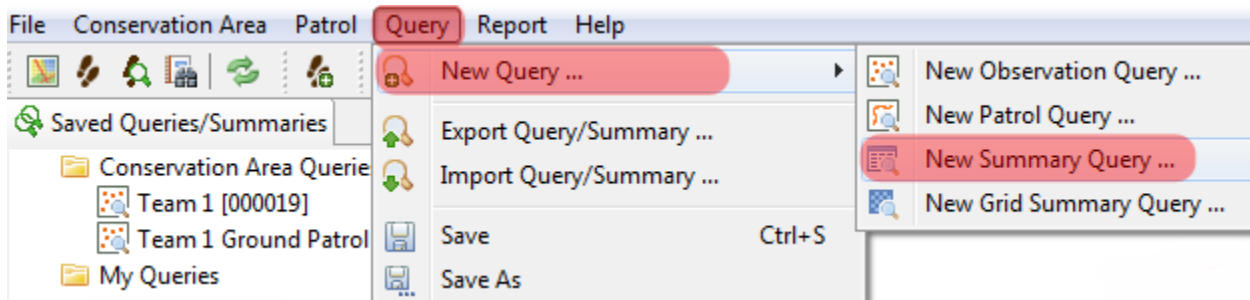 File Conservation Area Patrol Query Report Help
Saved Queries/Summaries
Conservation Area Querie
Team 1 [000019]
Team 1 Ground Patrol
My Queries
New Query ...
Export Query/Summary ...
Import Query/Summary ...
Save Ctrl+S
Save As
New Observation Query ...
New Patrol Query ...
New Summary Query ...
New Grid Summary Query ...